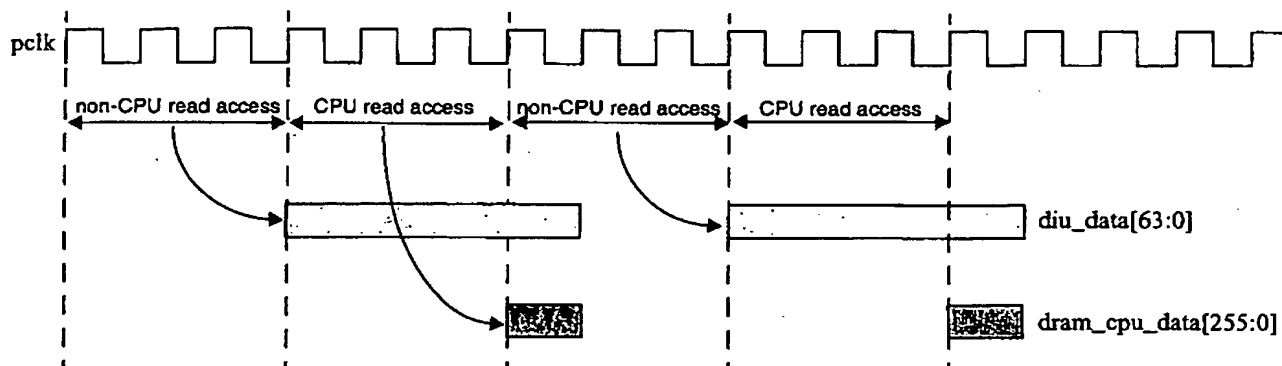 pclk
non-CPU read access CPU read access non-CPU read access CPU read access
diu_data[63:0]
dram_cpu_data[255:0]